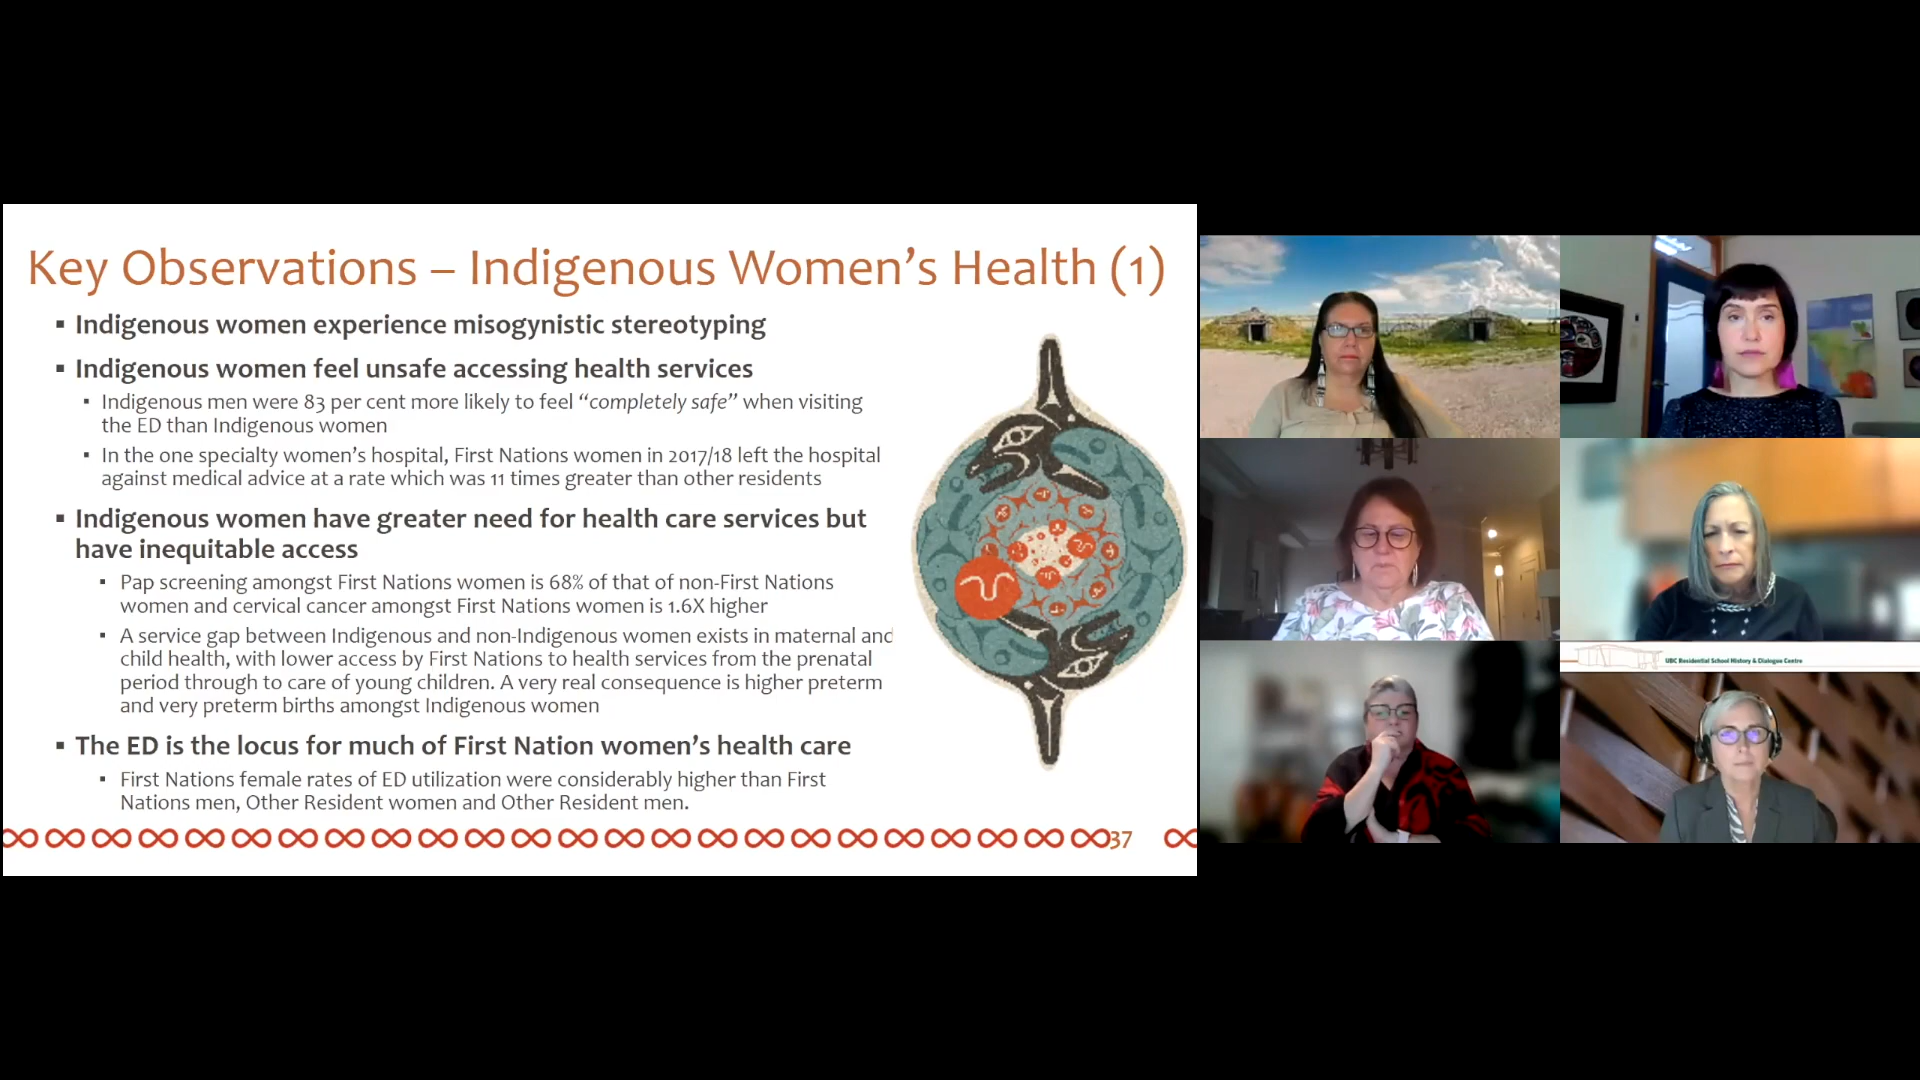 Key Observations – Indigenous Women's Health (1)
▪ Indigenous women experience misogynistic stereotyping
▪ Indigenous women feel unsafe accessing health services
▪ Indigenous men were 83 per cent more likely to feel “completely safe” when visiting
the ED than Indigenous women
▪ In the one specialty women's hospital, First Nations women in 2017/18 left the hospital
against medical advice at a rate which was 11 times greater than other residents
▪ Indigenous women have greater need for health care services but
have inequitable access
▪ Pap screening amongst First Nations women is 68% of that of non-First Nations
women and cervical cancer amongst First Nations women is 1.6X higher
▪ A service gap between Indigenous and non-Indigenous women exists in maternal and
child health, with lower access by First Nations to health services from the prenatal
period through to care of young children. A very real consequence is higher preterm
and very preterm births amongst Indigenous women
▪ The ED is the locus for much of First Nation women's health care
▪ First Nations female rates of ED utilization were considerably higher than First
Nations men, Other Resident women and Other Resident men.
37
UBC Residential School History & Dialogue Centre